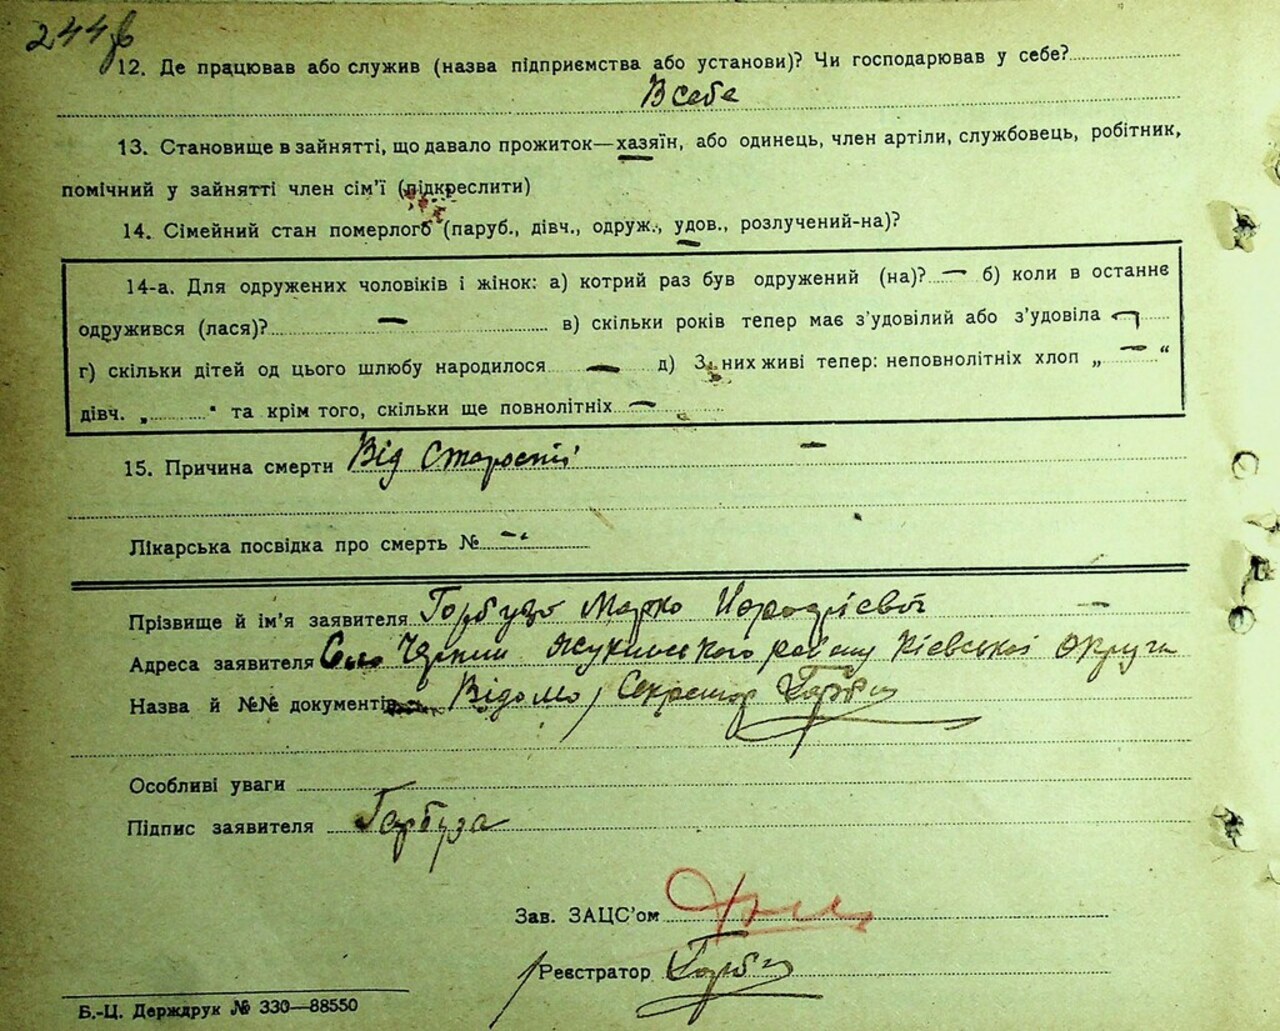 244
12. Де працював або служив (назва підприємства або установи)? Чи господарював у себе?
В себе
13. Становище в зайнятті, що давало прожиток—хазяїн, або одинець, член артіли, службовець, робітник,
помічний у зайнятті член сім'ї (підкреслити)
14. Сімейний стан померлого (паруб., дівч., одруж., удов., розлучений-на)?
14-а. Для одружених чоловіків і жінок: а) котрий раз був одружений (на)? — б) коли в останнє
одружився (лася)? — в) скільки років тепер має з'удовілий або з'удовіла —
г) скільки дітей од цього шлюбу народилося — д) З них живі тепер: неповнолітніх хлоп „ — “
дівч. „ “ та крім того, скільки ще повнолітніх —
15. Причина смерти Від Старости —
Лікарська посвідка про смерть № —
Прізвище й ім'я заявителя Марко —
Адреса заявителя Село району Київської Округи
Назва й №№ документів Відомо Секретар
Особливі уваги
Підпис заявителя Гарбуза
Зав. ЗАЦС'ом
Реєстратор
Б.-Ц. Держдрук № 330—88550